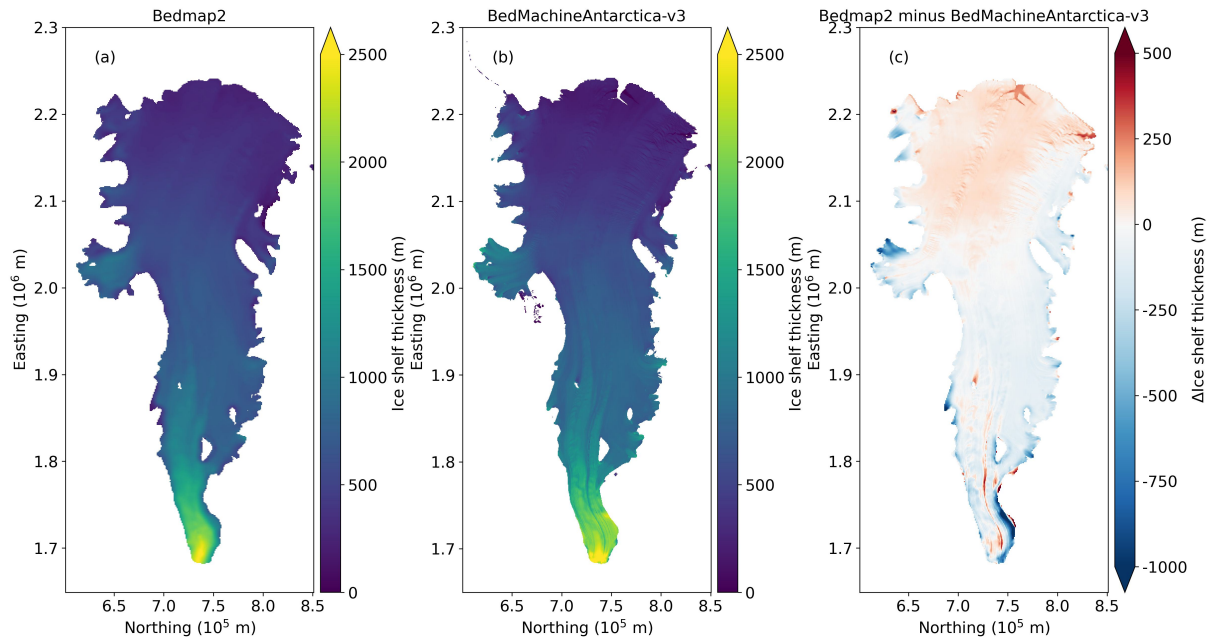 Bedmap2
(a)
2.3
2.2
2.1
2.0
1.9
1.8
1.7
Easting (10⁶ m)
6.5 7.0 7.5 8.0 8.5
Northing (10⁵ m)
2500
2000
1500
1000
500
0
Ice shelf thickness (m)
BedMachineAntarctica-v3
(b)
2.3
2.2
2.1
2.0
1.9
1.8
1.7
Easting (10⁶ m)
6.5 7.0 7.5 8.0 8.5
Northing (10⁵ m)
2500
2000
1500
1000
500
0
Ice shelf thickness (m)
Bedmap2 minus BedMachineAntarctica-v3
(c)
2.3
2.2
2.1
2.0
1.9
1.8
1.7
Easting (10⁶ m)
6.5 7.0 7.5 8.0 8.5
Northing (10⁵ m)
500
250
0
-250
-500
-750
-1000
ΔIce shelf thickness (m)